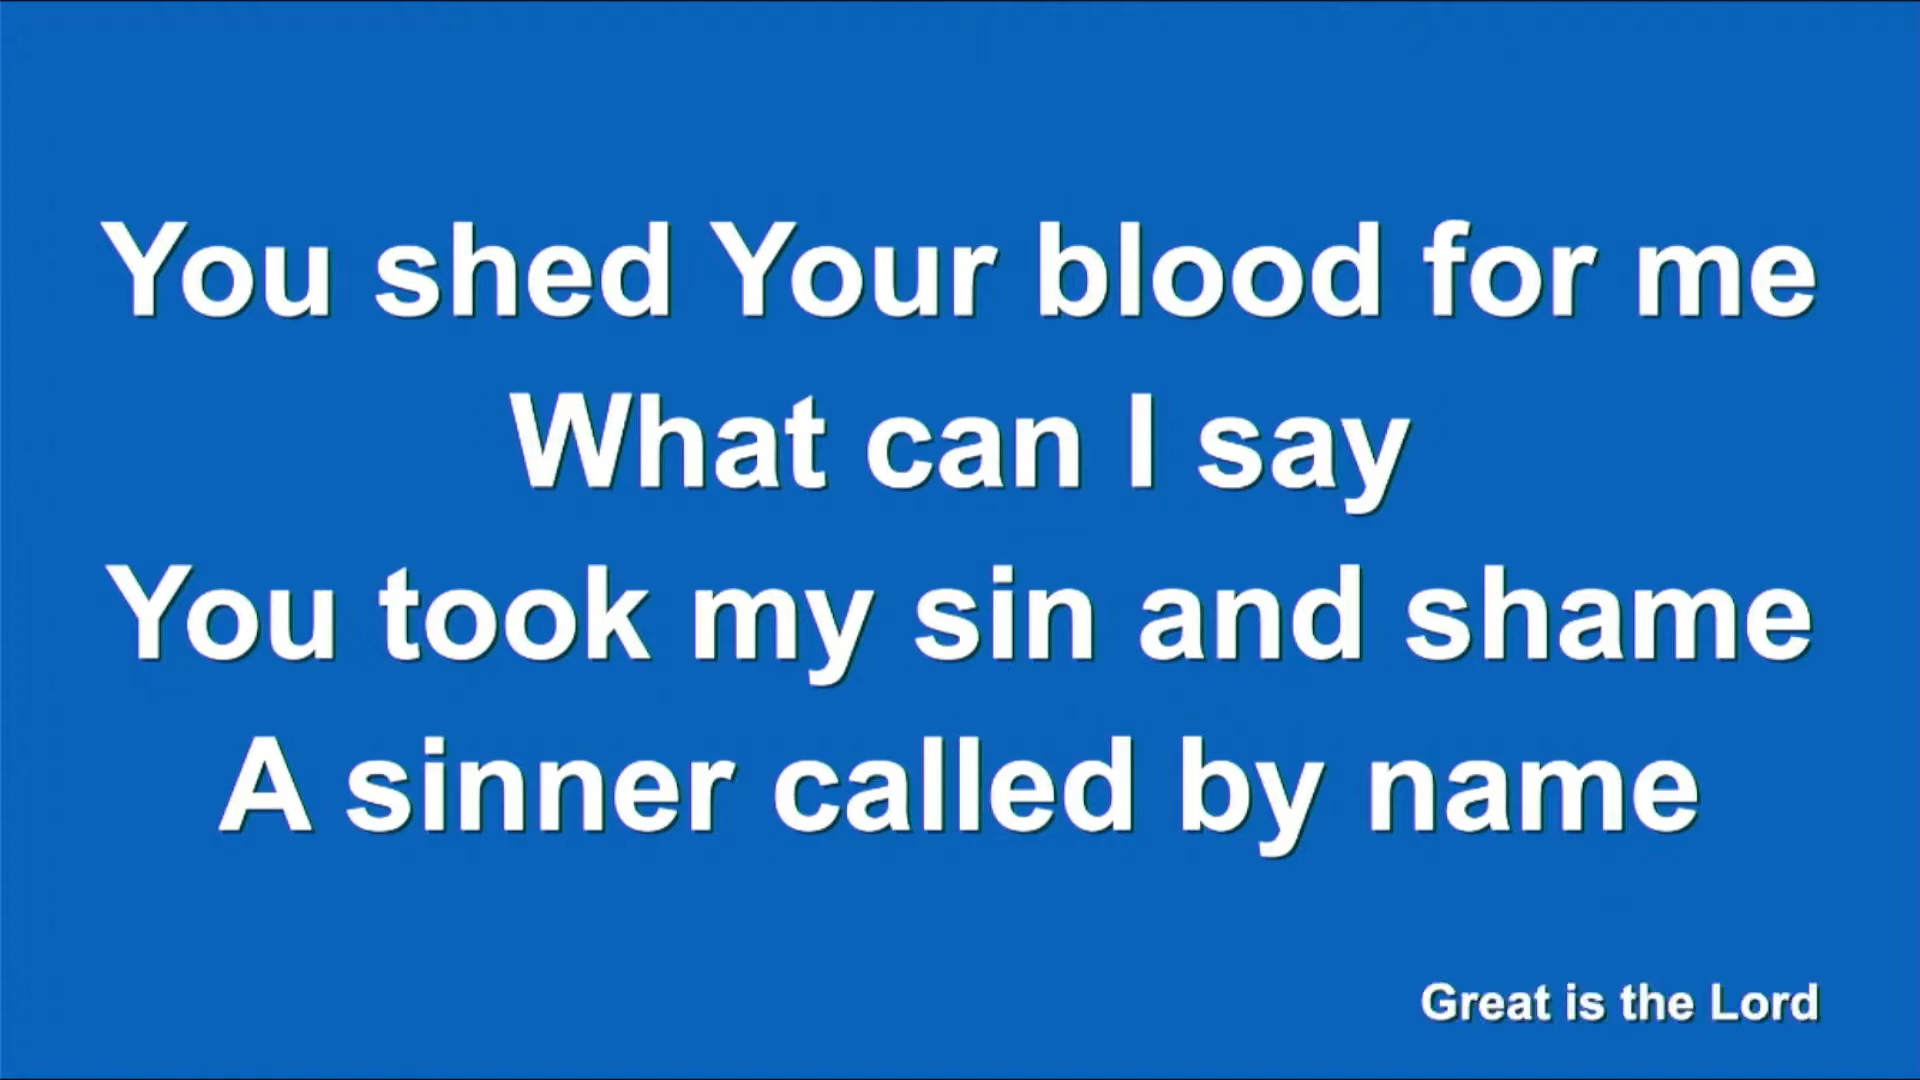 You shed Your blood for me
What can I say
You took my sin and shame
A sinner called by name
Great is the Lord